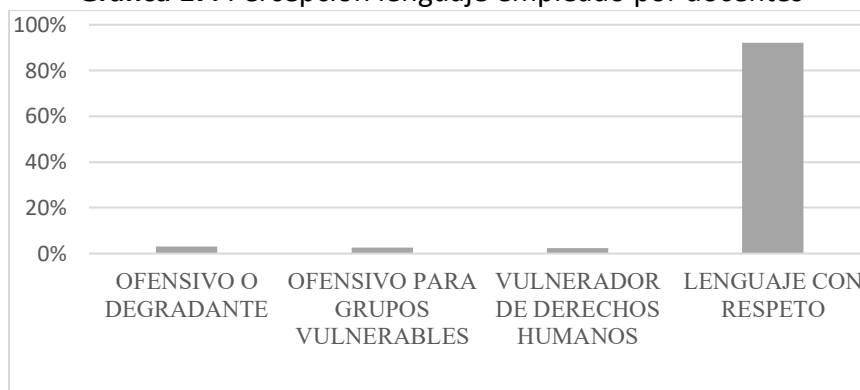 Percepción lenguaje empleado por docentes
100%
80%
60%
40%
20%
0%
OFENSIVO O
DEGRADANTE
OFENSIVO PARA
GRUPOS
VULNERABLES
VULNERADOR
DE DERECHOS
HUMANOS
LENGUAJE CON
RESPETO